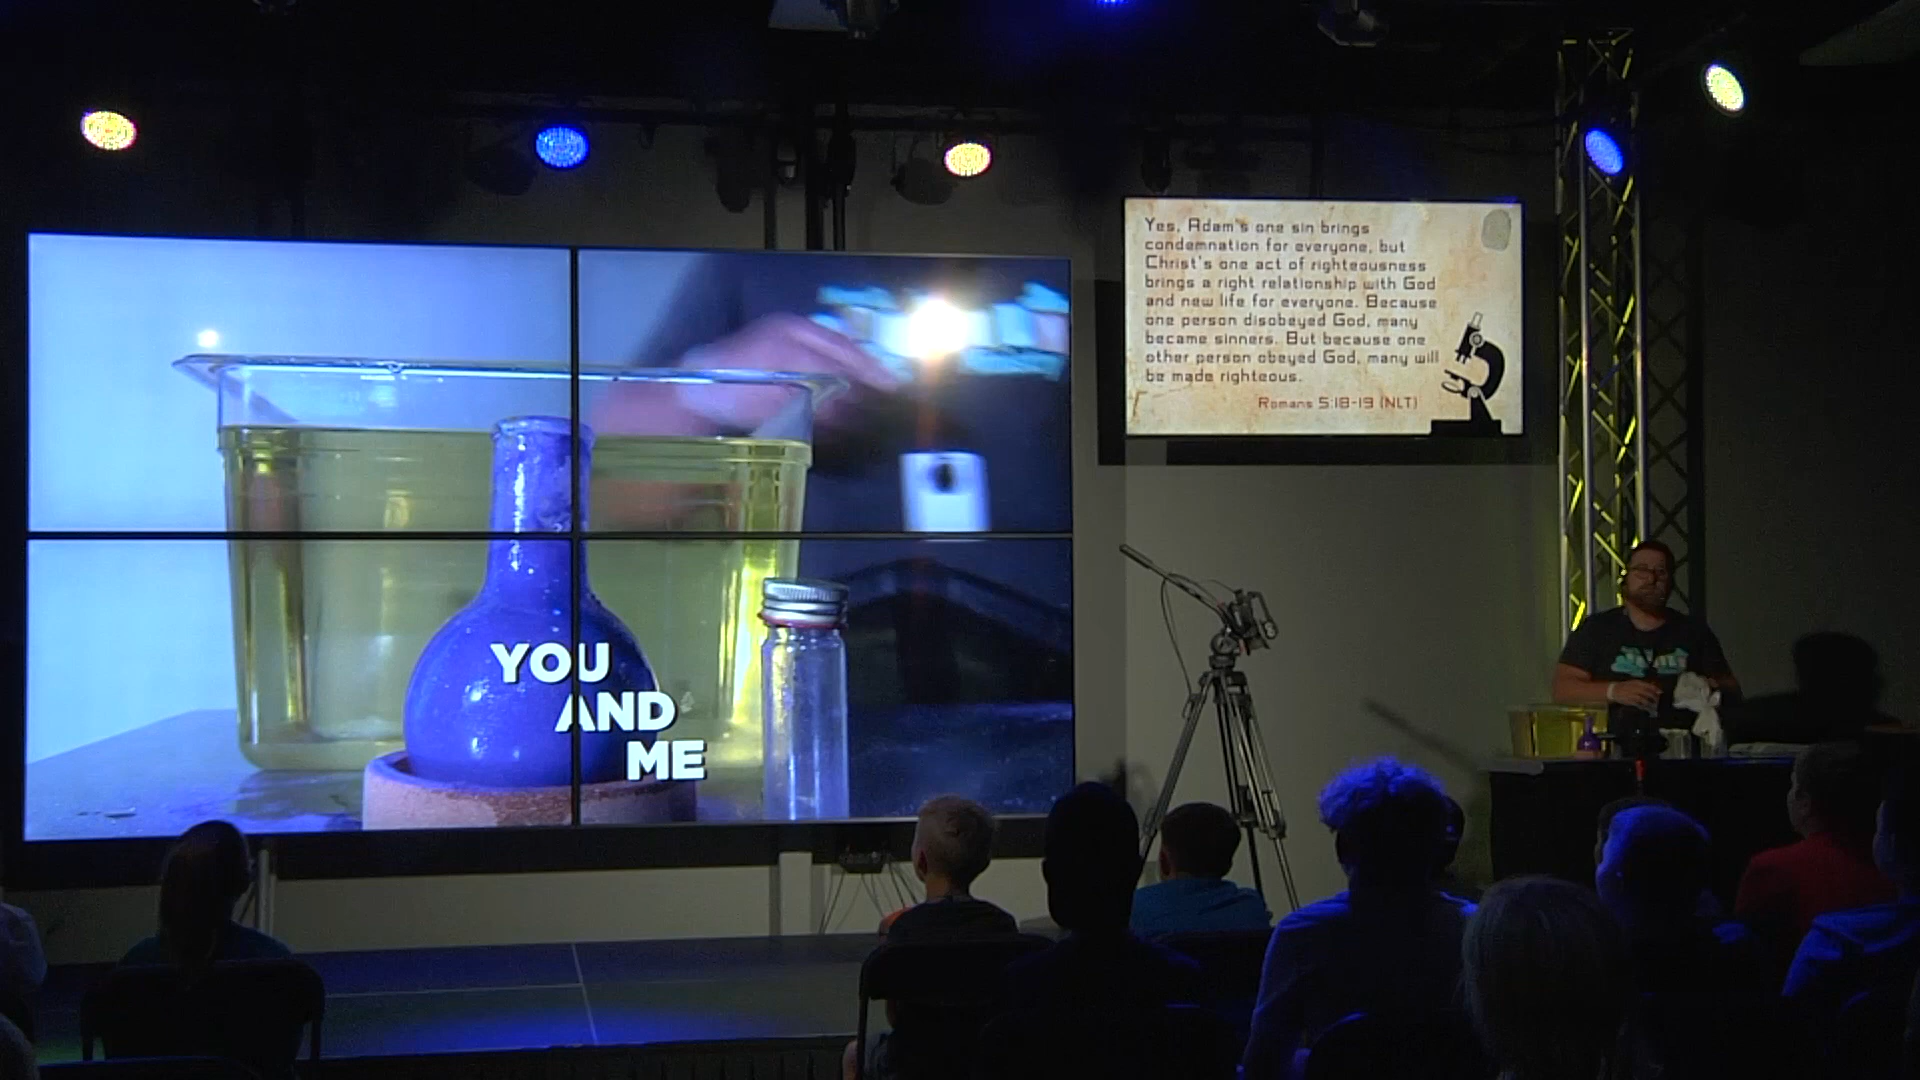 YOU
AND
ME
Yes, Adam's one sin brings
condemnation for everyone, but
Christ's one act of righteousness
brings a right relationship with God
and new life for everyone. Because
one person disobeyed God, many
became sinners. But because one
other person obeyed God, many will
be made righteous.
Romans 5:18-19 (NLT)